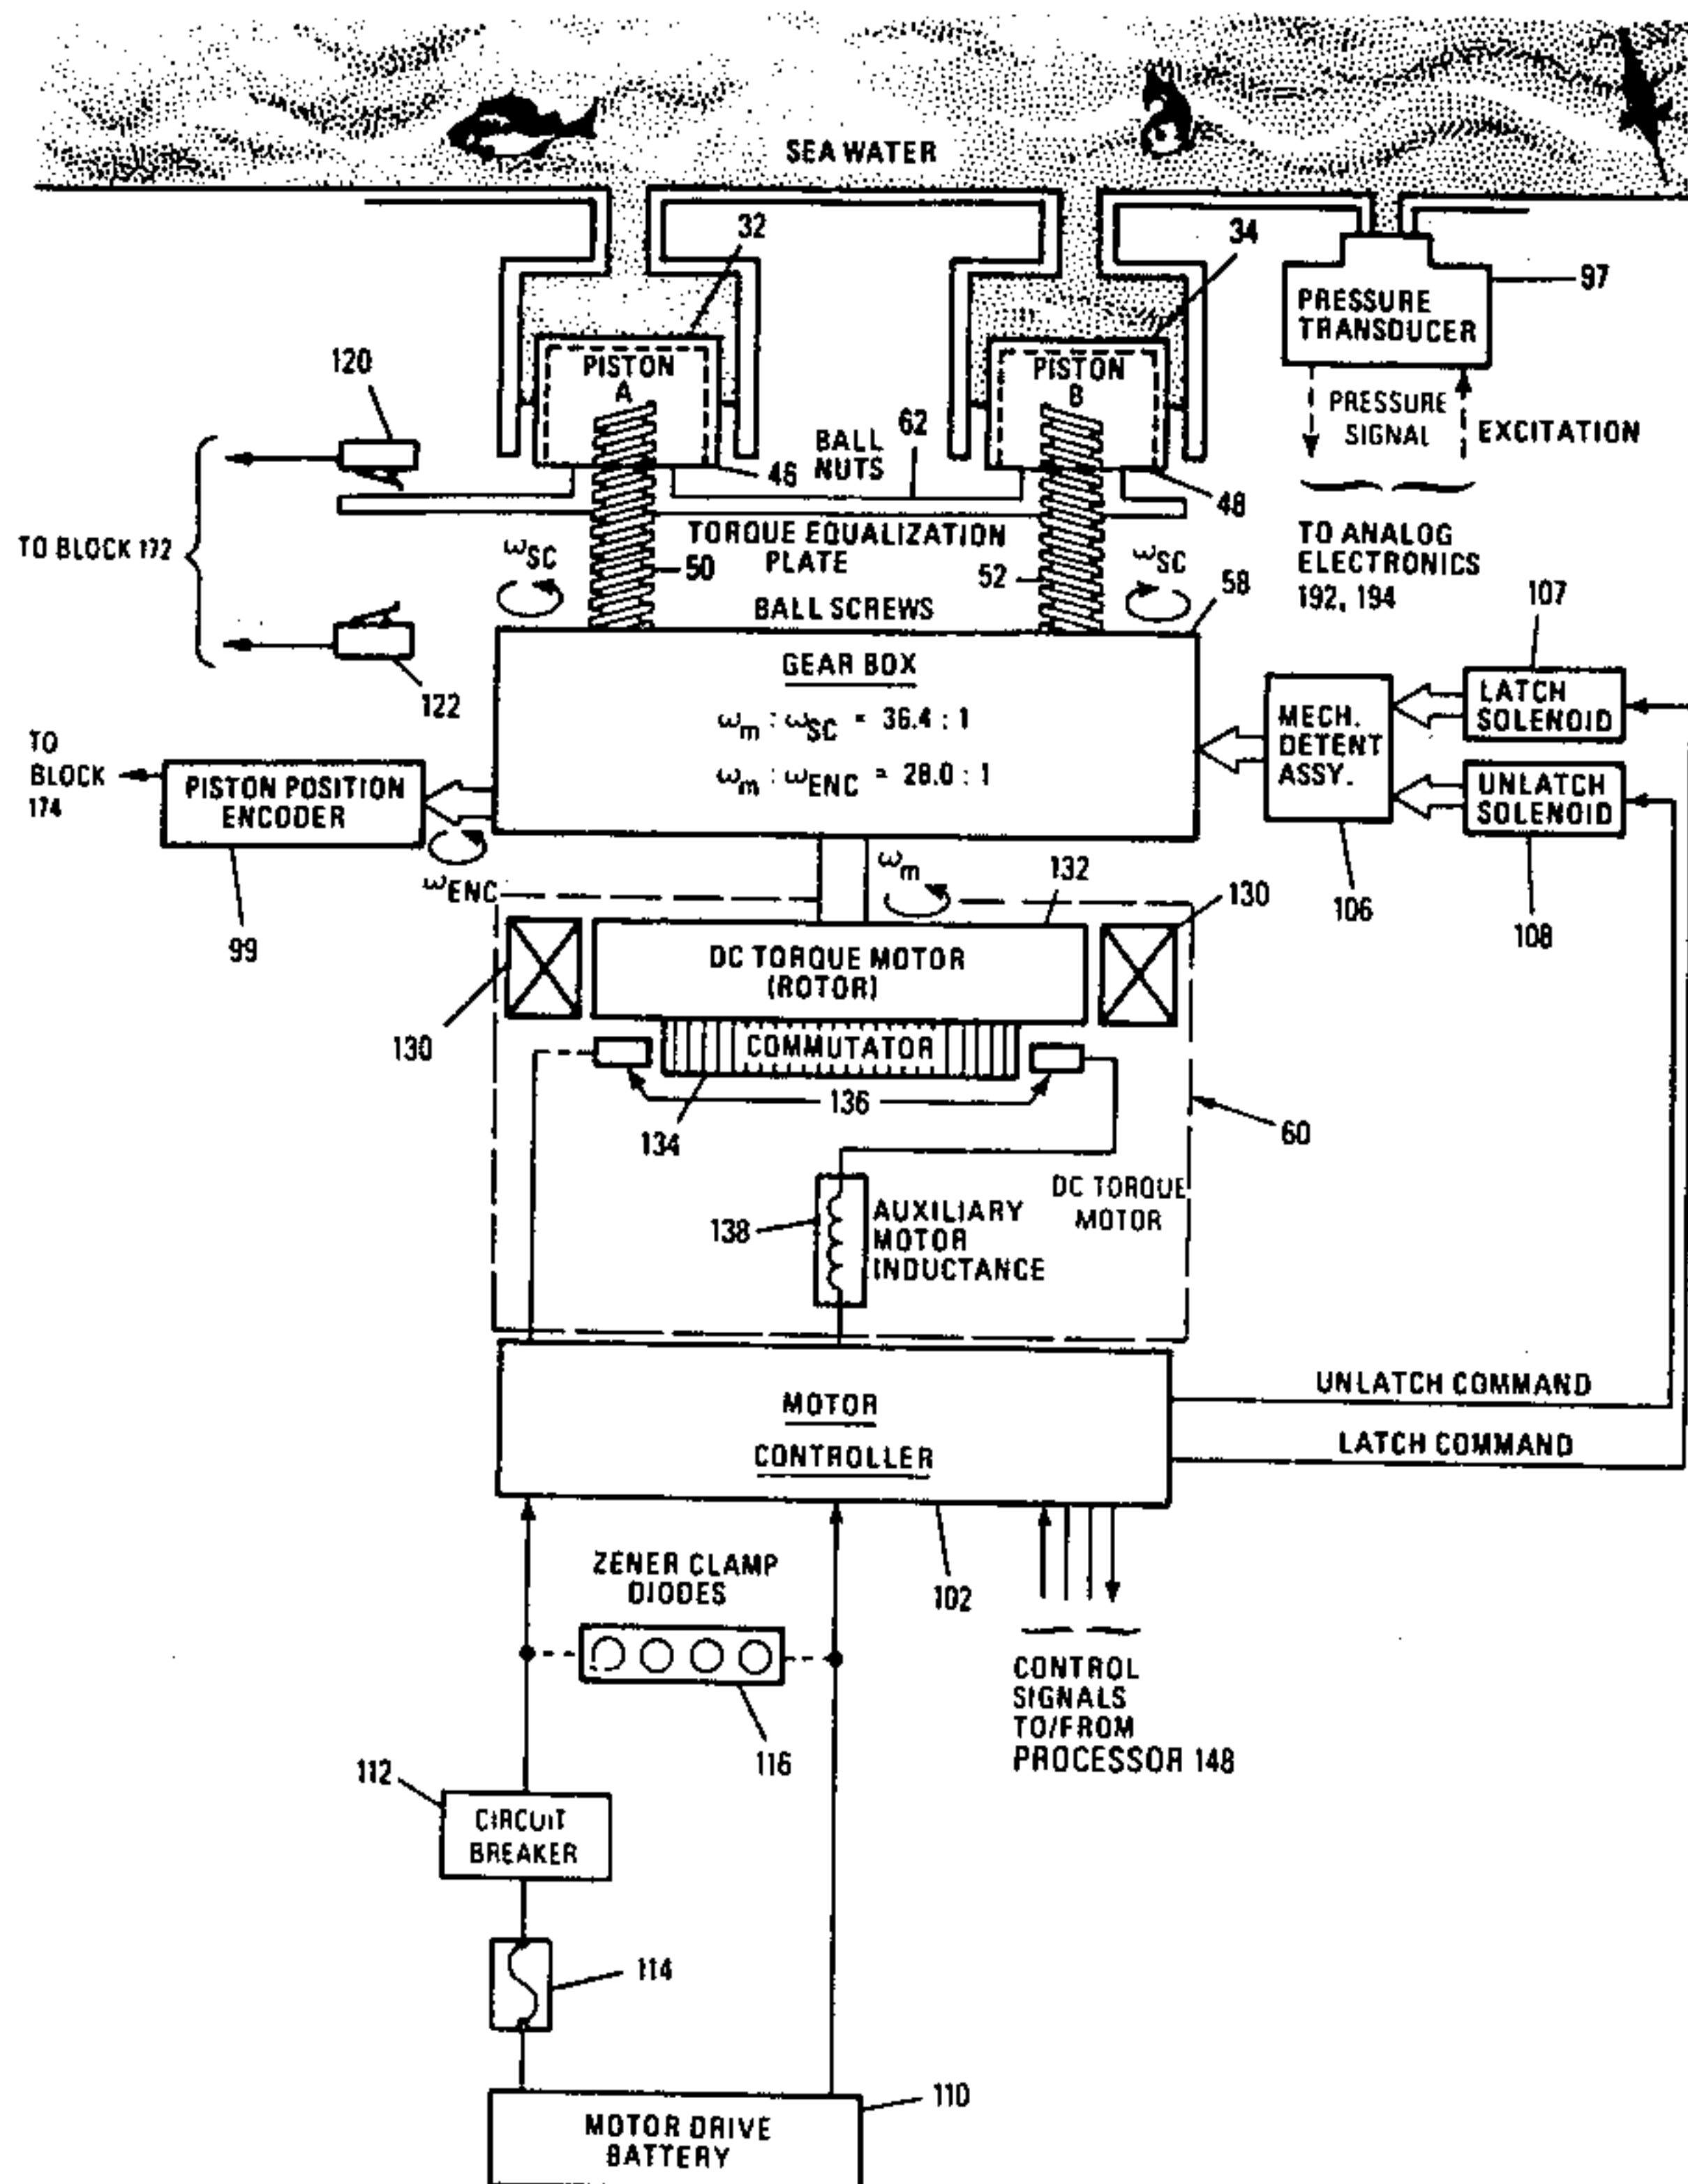 SEA WATER
32
34
97
PRESSURE
TRANSDUCER
PISTON
A
PISTON
B
120
PRESSURE
SIGNAL
EXCITATION
BALL
NUTS
62
46
48
TO BLOCK 172
TORQUE EQUALIZATION
PLATE
ωSC
50
52
ωSC
58
TO ANALOG
ELECTRONICS
192, 194
BALL SCREWS
107
122
GEAR BOX
ωm : ωSC = 36.4 : 1
ωm : ωENC = 28.0 : 1
MECH.
DETENT
ASSY.
LATCH
SOLENOID
UNLATCH
SOLENOID
TO
BLOCK
174
PISTON POSITION
ENCODER
ωENC
ωm
132
130
106
108
99
DC TORQUE MOTOR
(ROTOR)
130
COMMUTATOR
136
134
60
138
AUXILIARY
MOTOR
INDUCTANCE
DC TORQUE
MOTOR
MOTOR
CONTROLLER
UNLATCH COMMAND
LATCH COMMAND
ZENER CLAMP
DIODES
102
116
CONTROL
SIGNALS
TO/FROM
PROCESSOR 148
112
CIRCUIT
BREAKER
114
110
MOTOR DRIVE
BATTERY